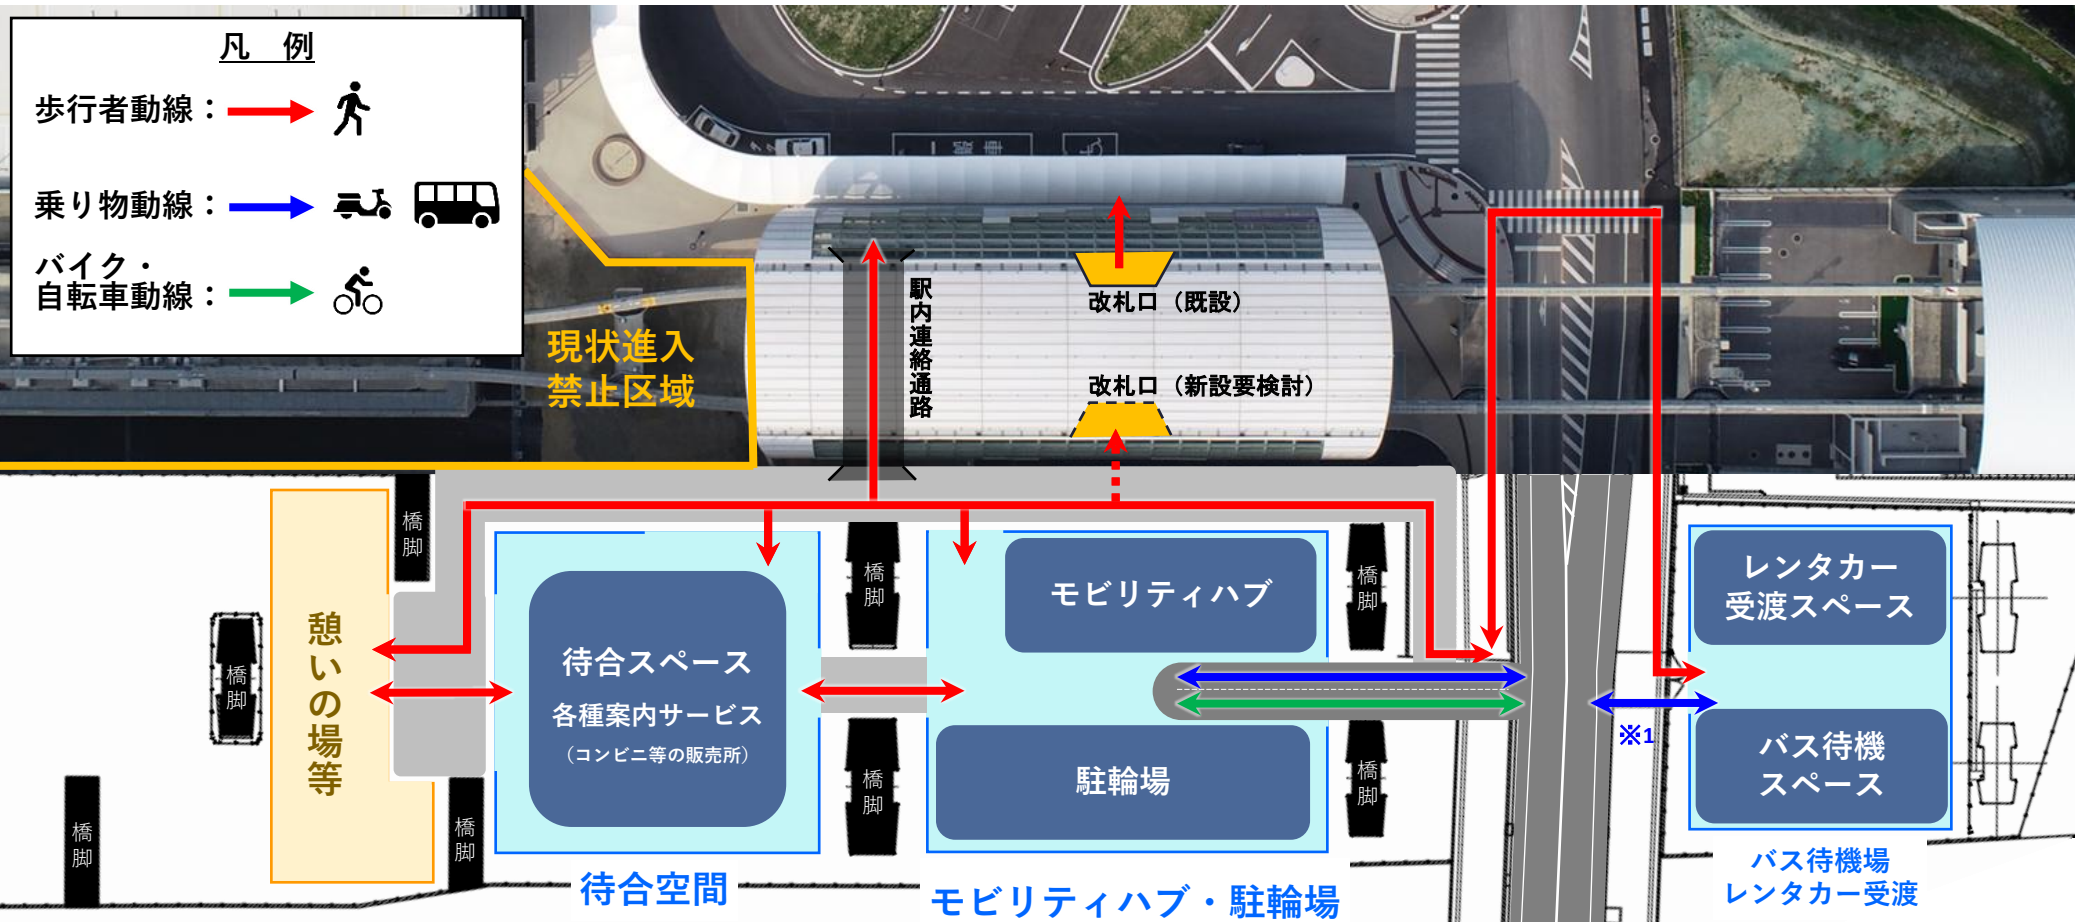 凡 例
歩行者動線：
乗り物動線：
バイク・
自転車動線：
一般車
現状進入
禁止区域
駅内連絡通路
改札口（既設）
改札口（新設要検討）
橋脚
橋脚
橋脚
橋脚
橋脚
橋脚
橋脚
橋脚
憩いの場等
待合スペース
各種案内サービス
（コンビニ等の販売所）
モビリティハブ
駐輪場
レンタカー
受渡スペース
※1
バス待機
スペース
待合空間
モビリティハブ・駐輪場
バス待機場
レンタカー受渡